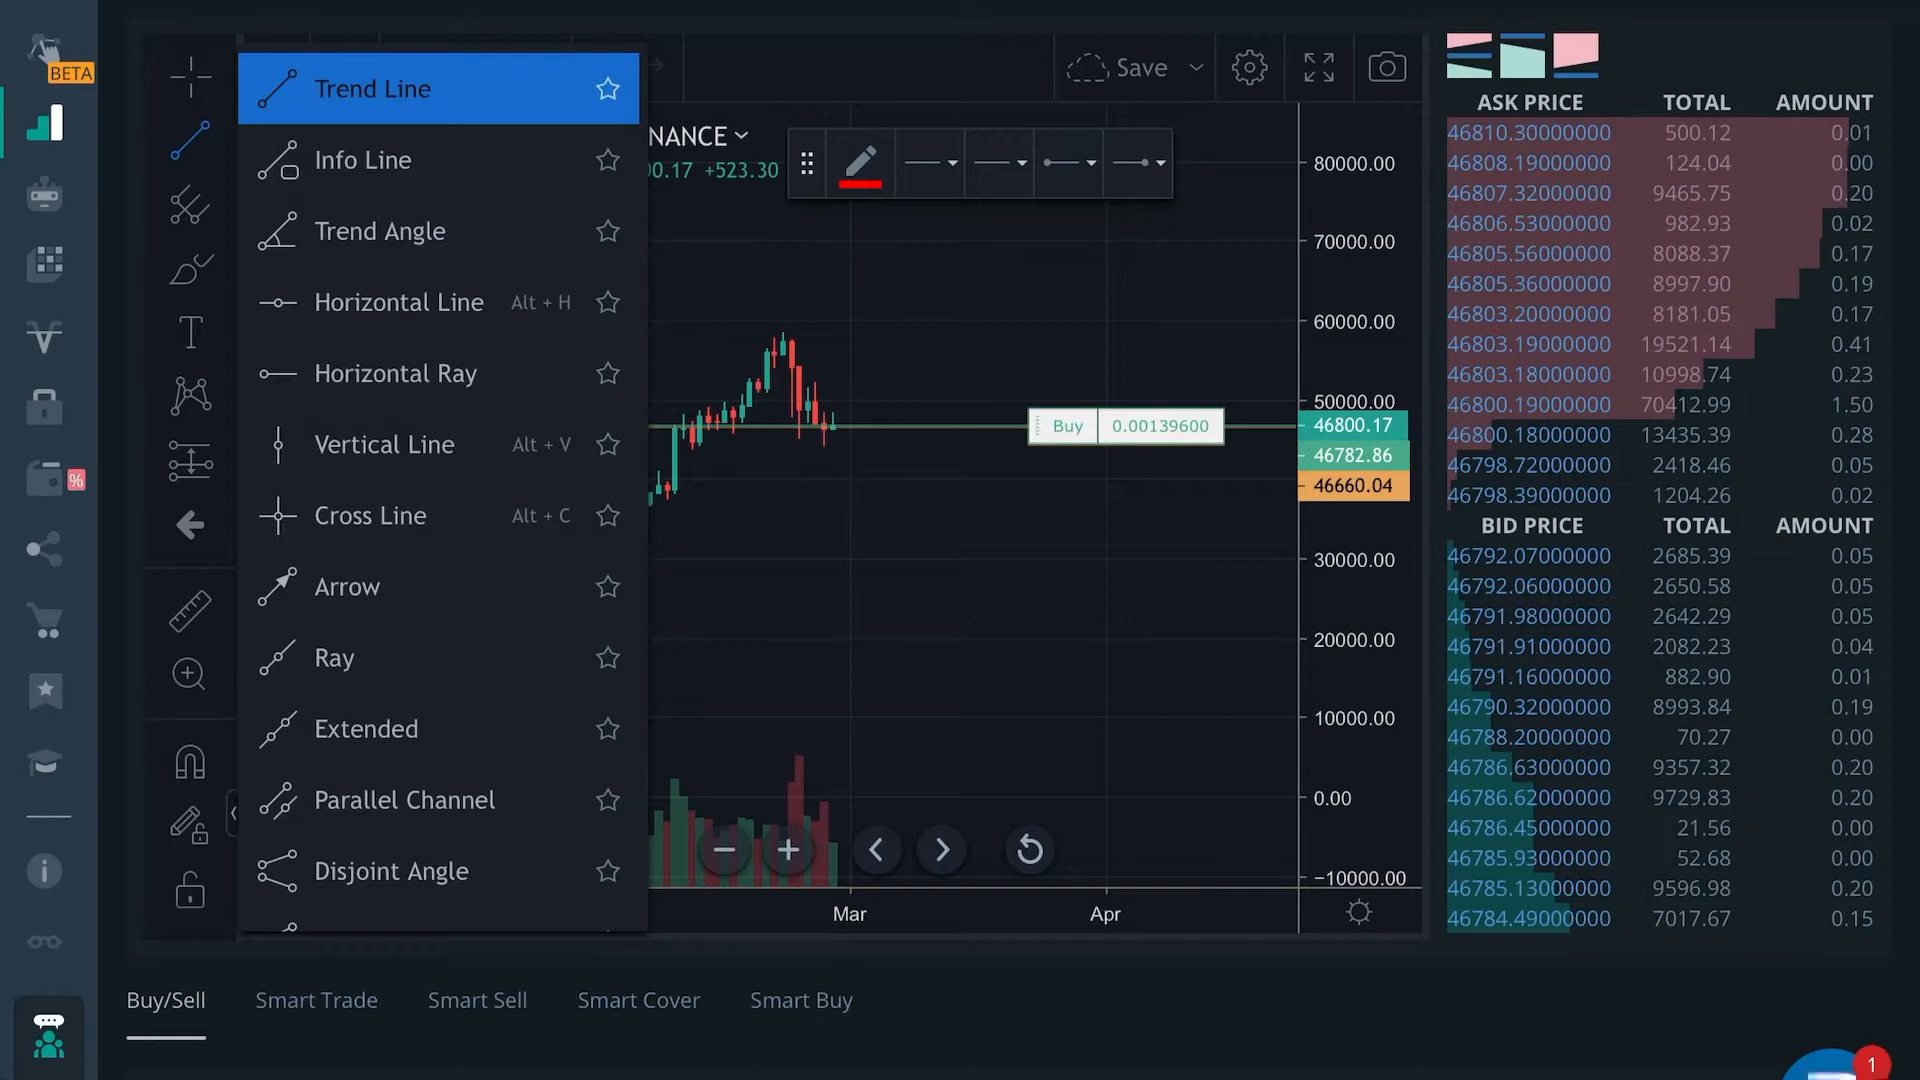 BETA
Trend Line
Info Line
Trend Angle
Horizontal Line Alt + H
Horizontal Ray
Vertical Line Alt + V
Cross Line Alt + C
Arrow
Ray
Extended
Parallel Channel
Disjoint Angle
T
%
Save
NANCE
00.17 +523.30
Buy 0.00139600
80000.00
70000.00
60000.00
50000.00
46800.17
46782.86
46660.04
30000.00
20000.00
10000.00
0.00
−10000.00
Mar Apr
ASK PRICE TOTAL AMOUNT
46810.30000000 500.12 0.01
46808.19000000 124.04 0.00
46807.32000000 9465.75 0.20
46806.53000000 982.93 0.02
46805.56000000 8088.37 0.17
46805.36000000 8997.90 0.19
46803.20000000 8181.05 0.17
46803.19000000 19521.14 0.41
46803.18000000 10998.74 0.23
46800.19000000 70412.99 1.50
46800.18000000 13435.39 0.28
46798.72000000 2418.46 0.05
46798.39000000 1204.26 0.02
BID PRICE TOTAL AMOUNT
46792.07000000 2685.39 0.05
46792.06000000 2650.58 0.05
46791.98000000 2642.29 0.05
46791.91000000 2082.23 0.04
46791.16000000 882.90 0.01
46790.32000000 8993.84 0.19
46788.20000000 70.27 0.00
46786.63000000 9357.32 0.20
46786.62000000 9729.83 0.20
46786.45000000 21.56 0.00
46785.93000000 52.68 0.00
46785.13000000 9596.98 0.20
46784.49000000 7017.67 0.15
Buy/Sell Smart Trade Smart Sell Smart Cover Smart Buy
1